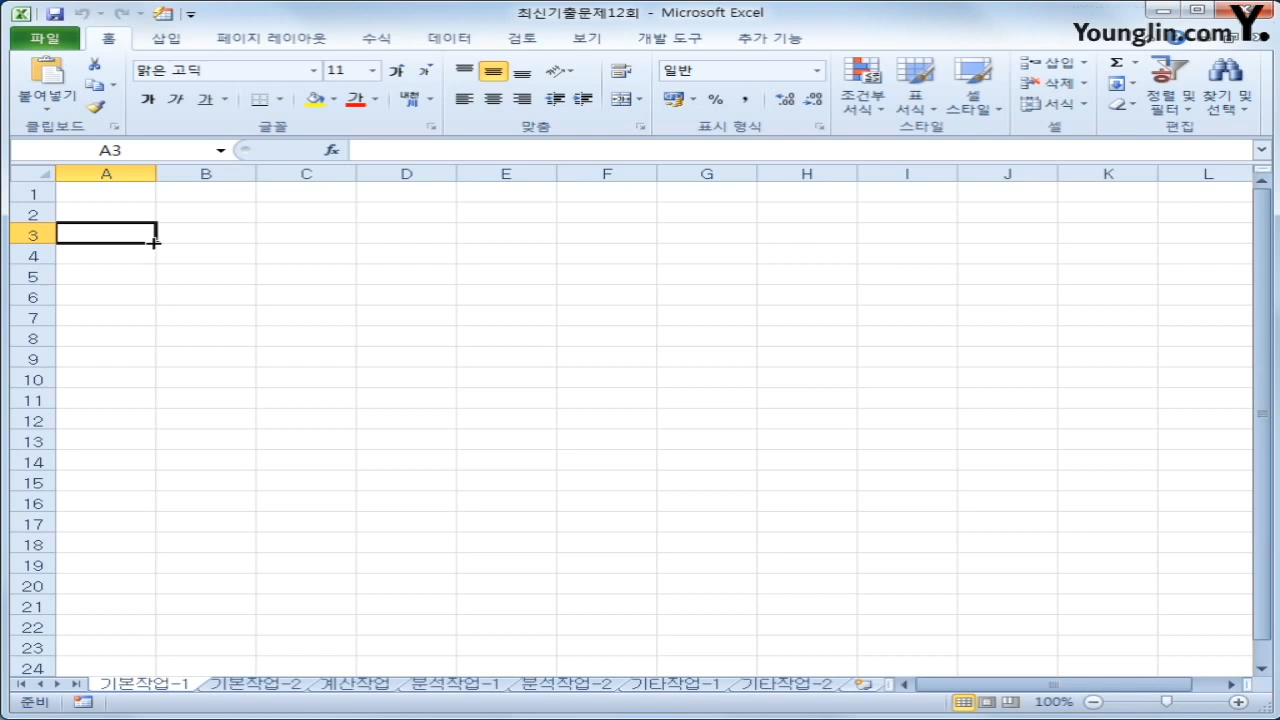 최신기출문제12회 - Microsoft Excel
YoungJin.com Y.
파일 홈 삽입 페이지 레이아웃 수식 데이터 검토 보기 개발 도구 추가 기능
붙여넣기
클립보드
맑은 고딕 11
가 가 가 가 가 내천
글꼴
맞춤
일반
% ,
표시 형식
조건부 서식
표 서식
셀 스타일
스타일
삽입
삭제
서식
셀
Σ
정렬 및 필터
찾기 및 선택
편집
A3 fx
A B C D E F G H I J K L
1
2
3
4
5
6
7
8
9
10
11
12
13
14
15
16
17
18
19
20
21
22
23
24
기본작업-1 기본작업-2 계산작업 분석작업-1 분석작업-2 기타작업-1 기타작업-2
준비 100%